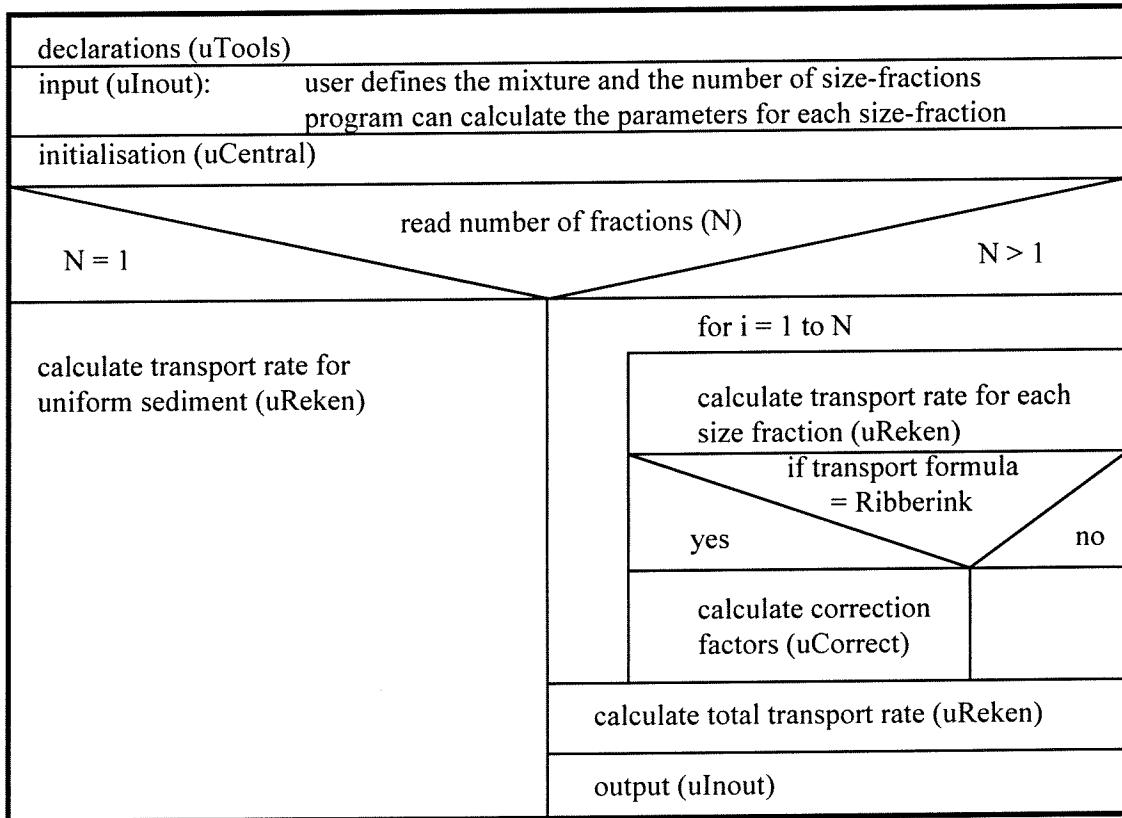 declarations (uTools)
input (uInout): user defines the mixture and the number of size-fractions
program can calculate the parameters for each size-fraction
initialisation (uCentral)
read number of fractions (N)
N = 1
N > 1
calculate transport rate for
uniform sediment (uReken)
for i = 1 to N
calculate transport rate for each
size fraction (uReken)
if transport formula
= Ribberink
yes
no
calculate correction
factors (uCorrect)
calculate total transport rate (uReken)
output (uInout)